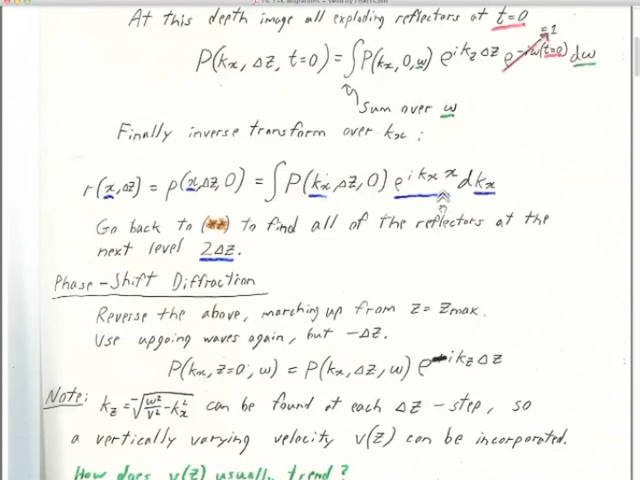 At this depth image all exploding reflectors at t=0
=1
P(kx, Δz, t=0) = ∫P(kx, 0, w) e^{ikzΔz} e^{-iw(t=0)} dw
sum over w
Finally inverse transform over kx:
r(x,Δz) = p(x,Δz,0) = ∫ P(kx,Δz,0) e^{ikx x} dkx
Go back to (**) to find all of the reflectors at the
next level 2Δz.
Phase-Shift Diffraction
Reverse the above, marching up from z = zmax.
Use upgoing waves again, but -Δz.
P(kx, z=0, w) = P(kx, Δz, w) e^{-ikzΔz}
Note: kz = -√(w²/v² - kx²) can be found at each Δz-step, so
a vertically varying velocity v(z) can be incorporated.
How does v(z) usually trend?